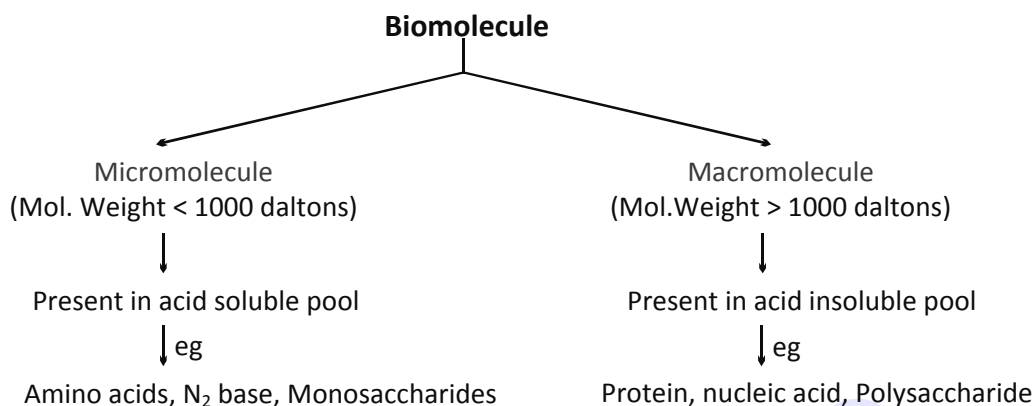 Biomolecule
Micromolecule
(Mol. Weight < 1000 daltons)
Present in acid soluble pool
eg
Amino acids, N₂ base, Monosaccharides
Macromolecule
(Mol.Weight > 1000 daltons)
Present in acid insoluble pool
eg
Protein, nucleic acid, Polysaccharide